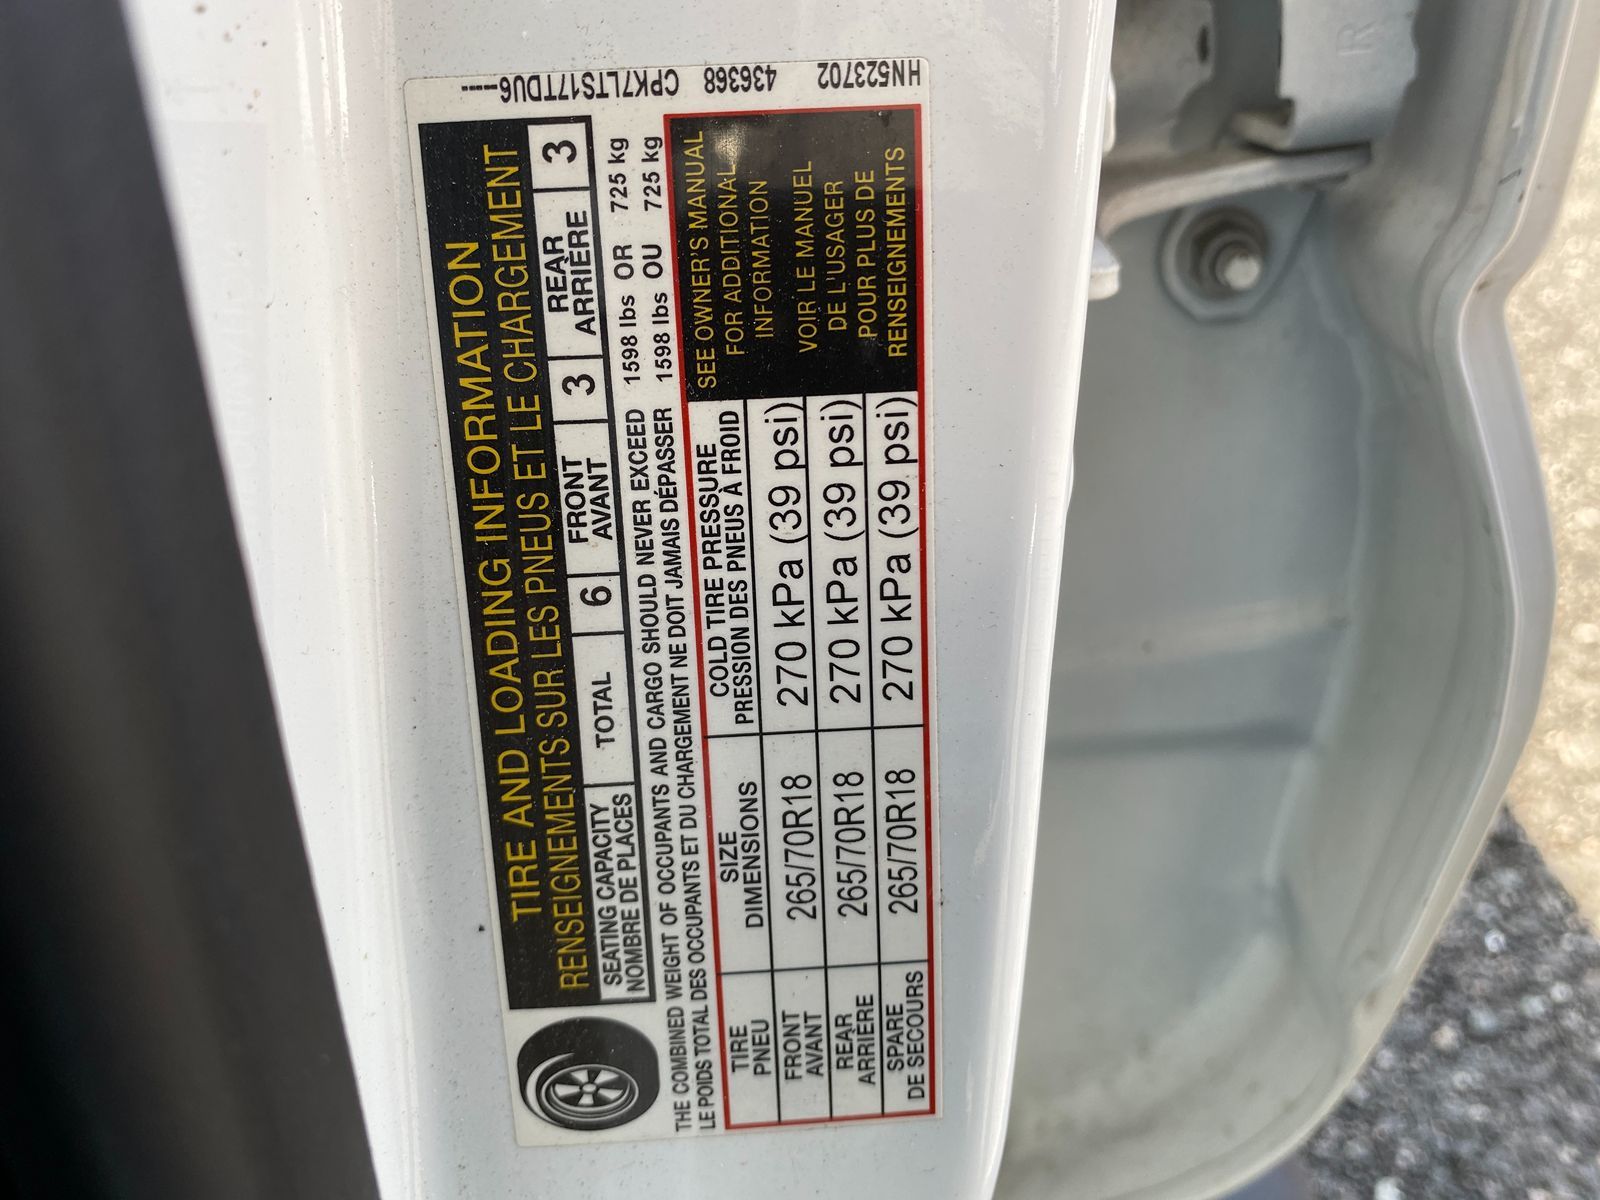 TIRE AND LOADING INFORMATION
RENSEIGNEMENTS SUR LES PNEUS ET LE CHARGEMENT
SEATING CAPACITY
NOMBRE DE PLACES
TOTAL 6
FRONT
AVANT
3
REAR
ARRIÈRE
3
THE COMBINED WEIGHT OF OCCUPANTS AND CARGO SHOULD NEVER EXCEED 1598 lbs OR 725 kg
LE POIDS TOTAL DES OCCUPANTS ET DU CHARGEMENT NE DOIT JAMAIS DÉPASSER 1598 lbs OU 725 kg
TIRE
PNEU
SIZE
DIMENSIONS
COLD TIRE PRESSURE
PRESSION DES PNEUS À FROID
FRONT
AVANT
265/70R18 270 kPa (39 psi)
REAR
ARRIÈRE
265/70R18 270 kPa (39 psi)
SPARE
DE SECOURS
265/70R18 270 kPa (39 psi)
SEE OWNER'S MANUAL
FOR ADDITIONAL
INFORMATION
VOIR LE MANUEL
DE L'USAGER
POUR PLUS DE
RENSEIGNEMENTS
HN523702 436368 CPK7LTS17TDU6----
R